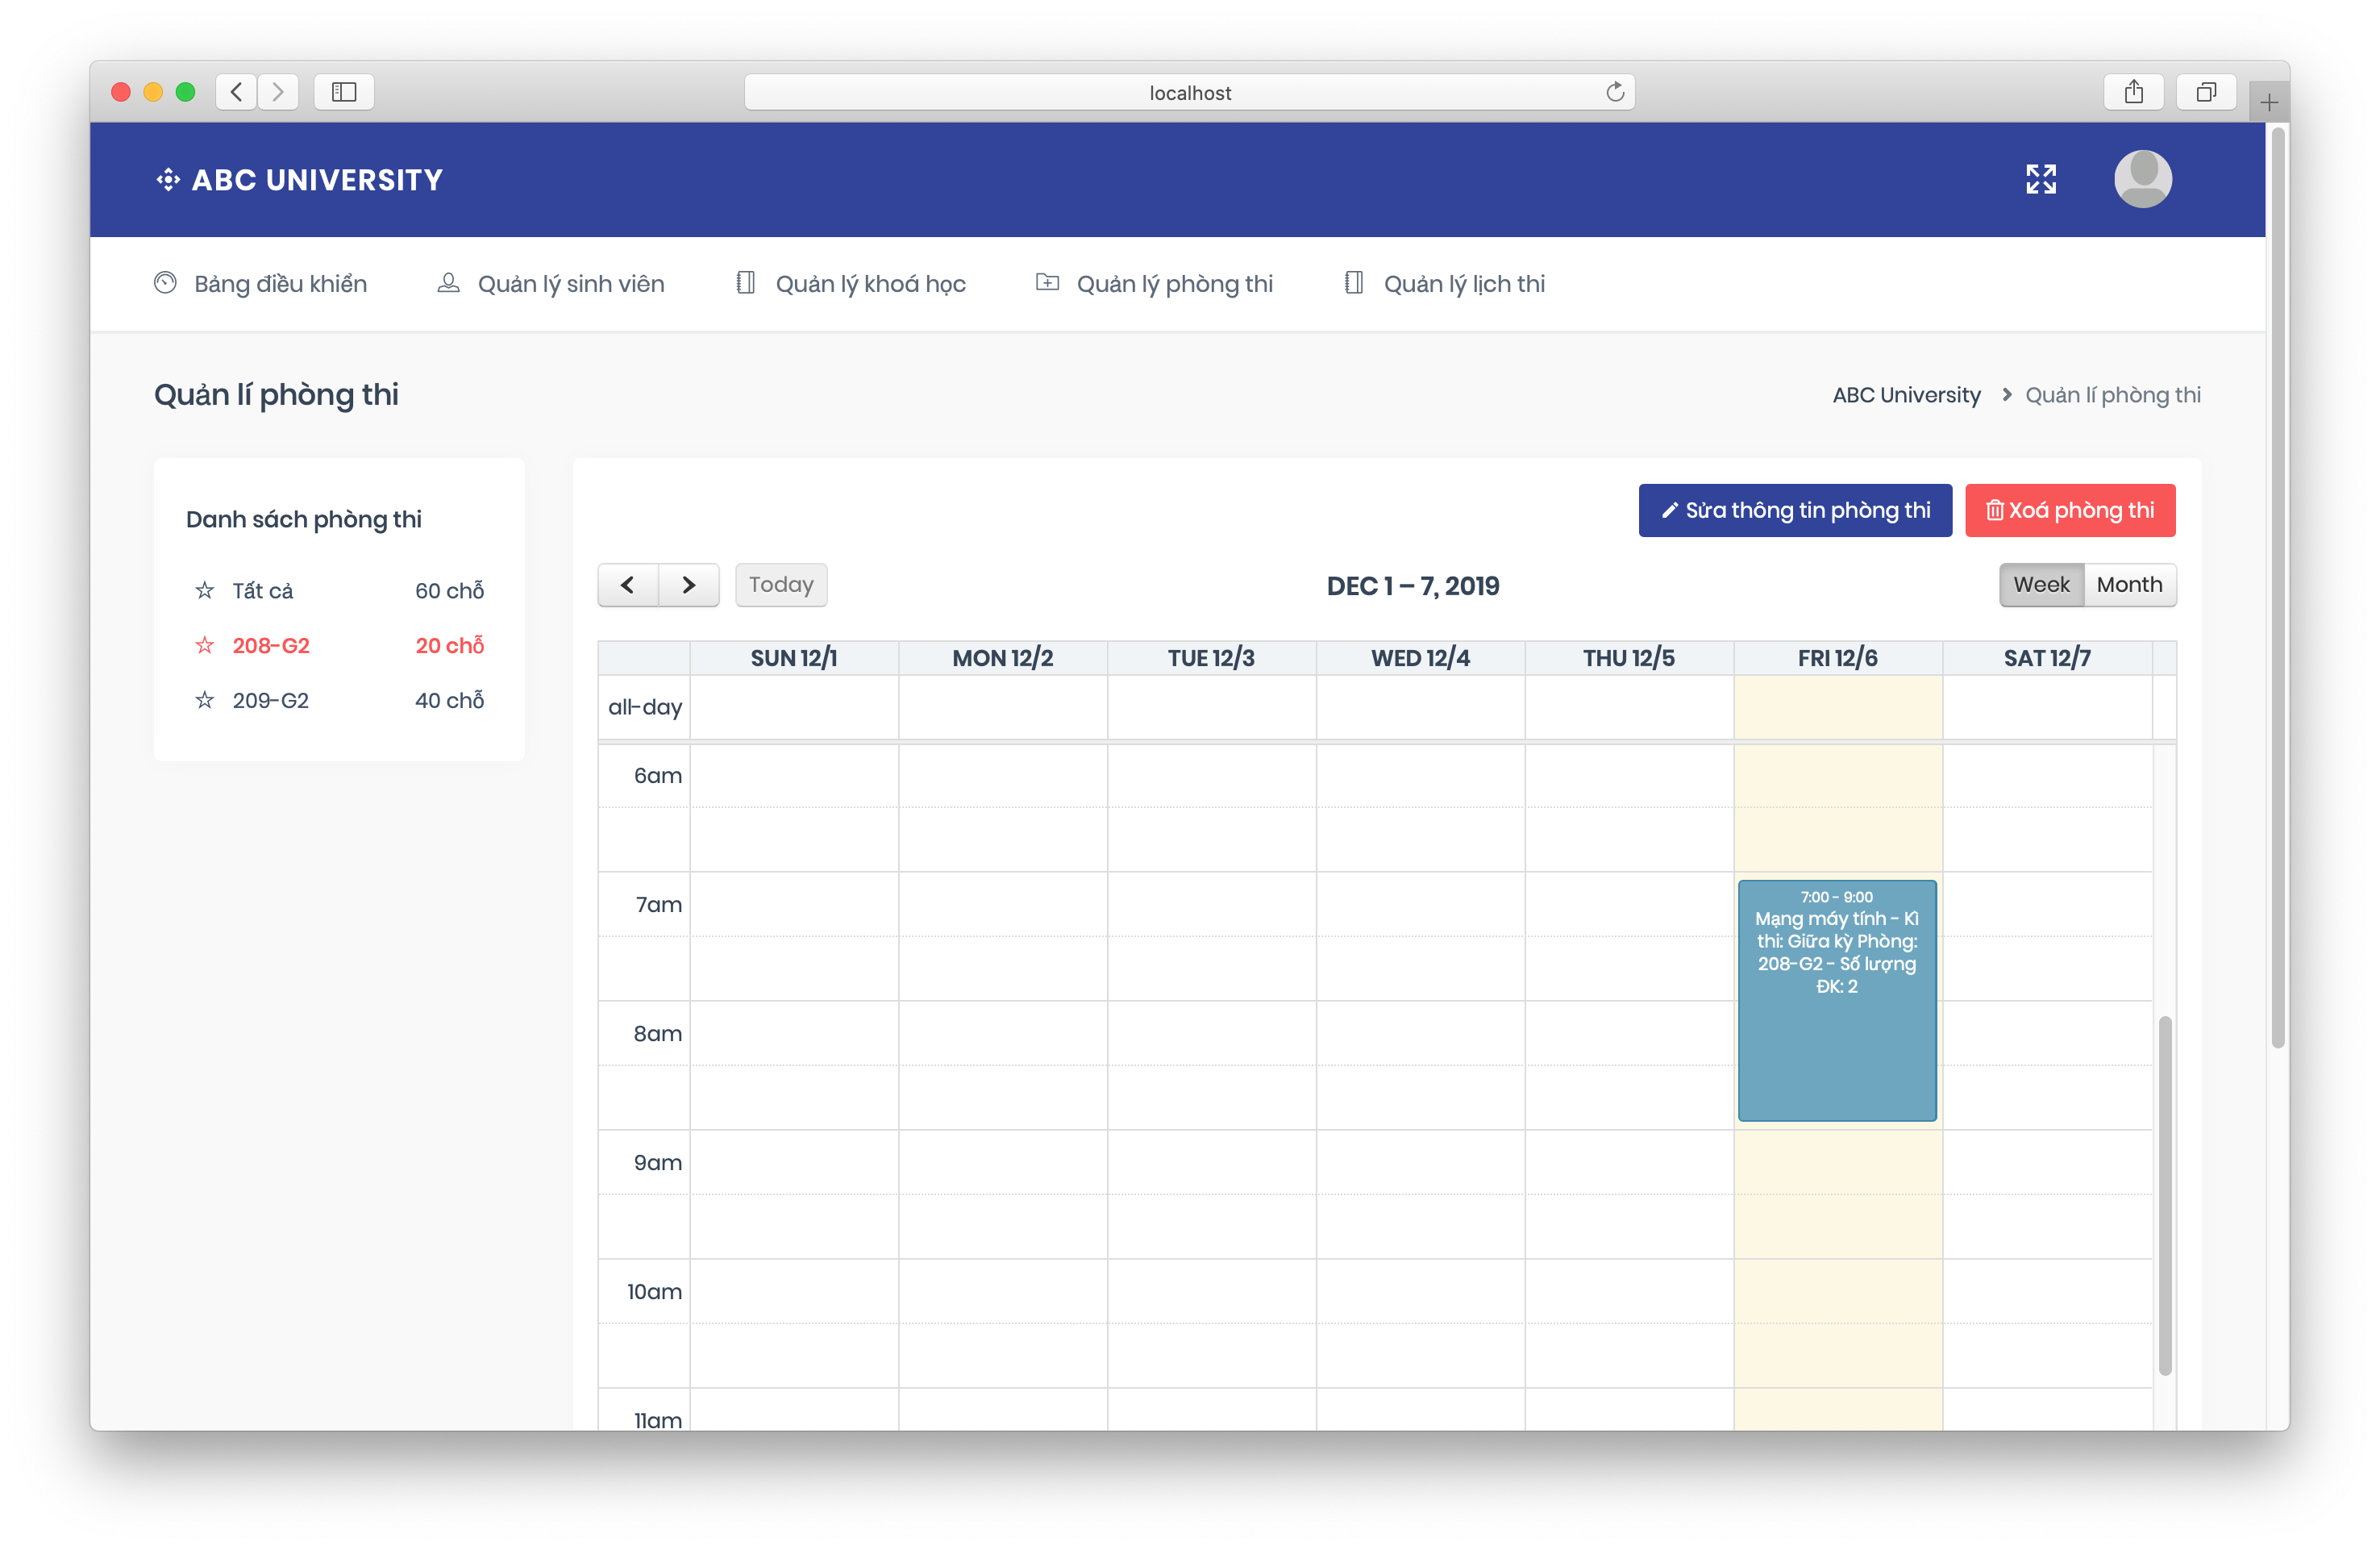 localhost
ABC UNIVERSITY
Bảng điều khiển Quản lý sinh viên Quản lý khoá học Quản lý phòng thi Quản lý lịch thi
Quản lí phòng thi
ABC University Quản lí phòng thi
Danh sách phòng thi
Tất cả 60 chỗ
208-G2 20 chỗ
209-G2 40 chỗ
Sửa thông tin phòng thi Xoá phòng thi
Today DEC 1 – 7, 2019 Week Month
SUN 12/1 MON 12/2 TUE 12/3 WED 12/4 THU 12/5 FRI 12/6 SAT 12/7
all-day
6am
7am
7:00 - 9:00
Mạng máy tính - Kì
thi: Giữa kỳ Phòng:
208-G2 - Số lượng
ĐK: 2
8am
9am
10am
11am